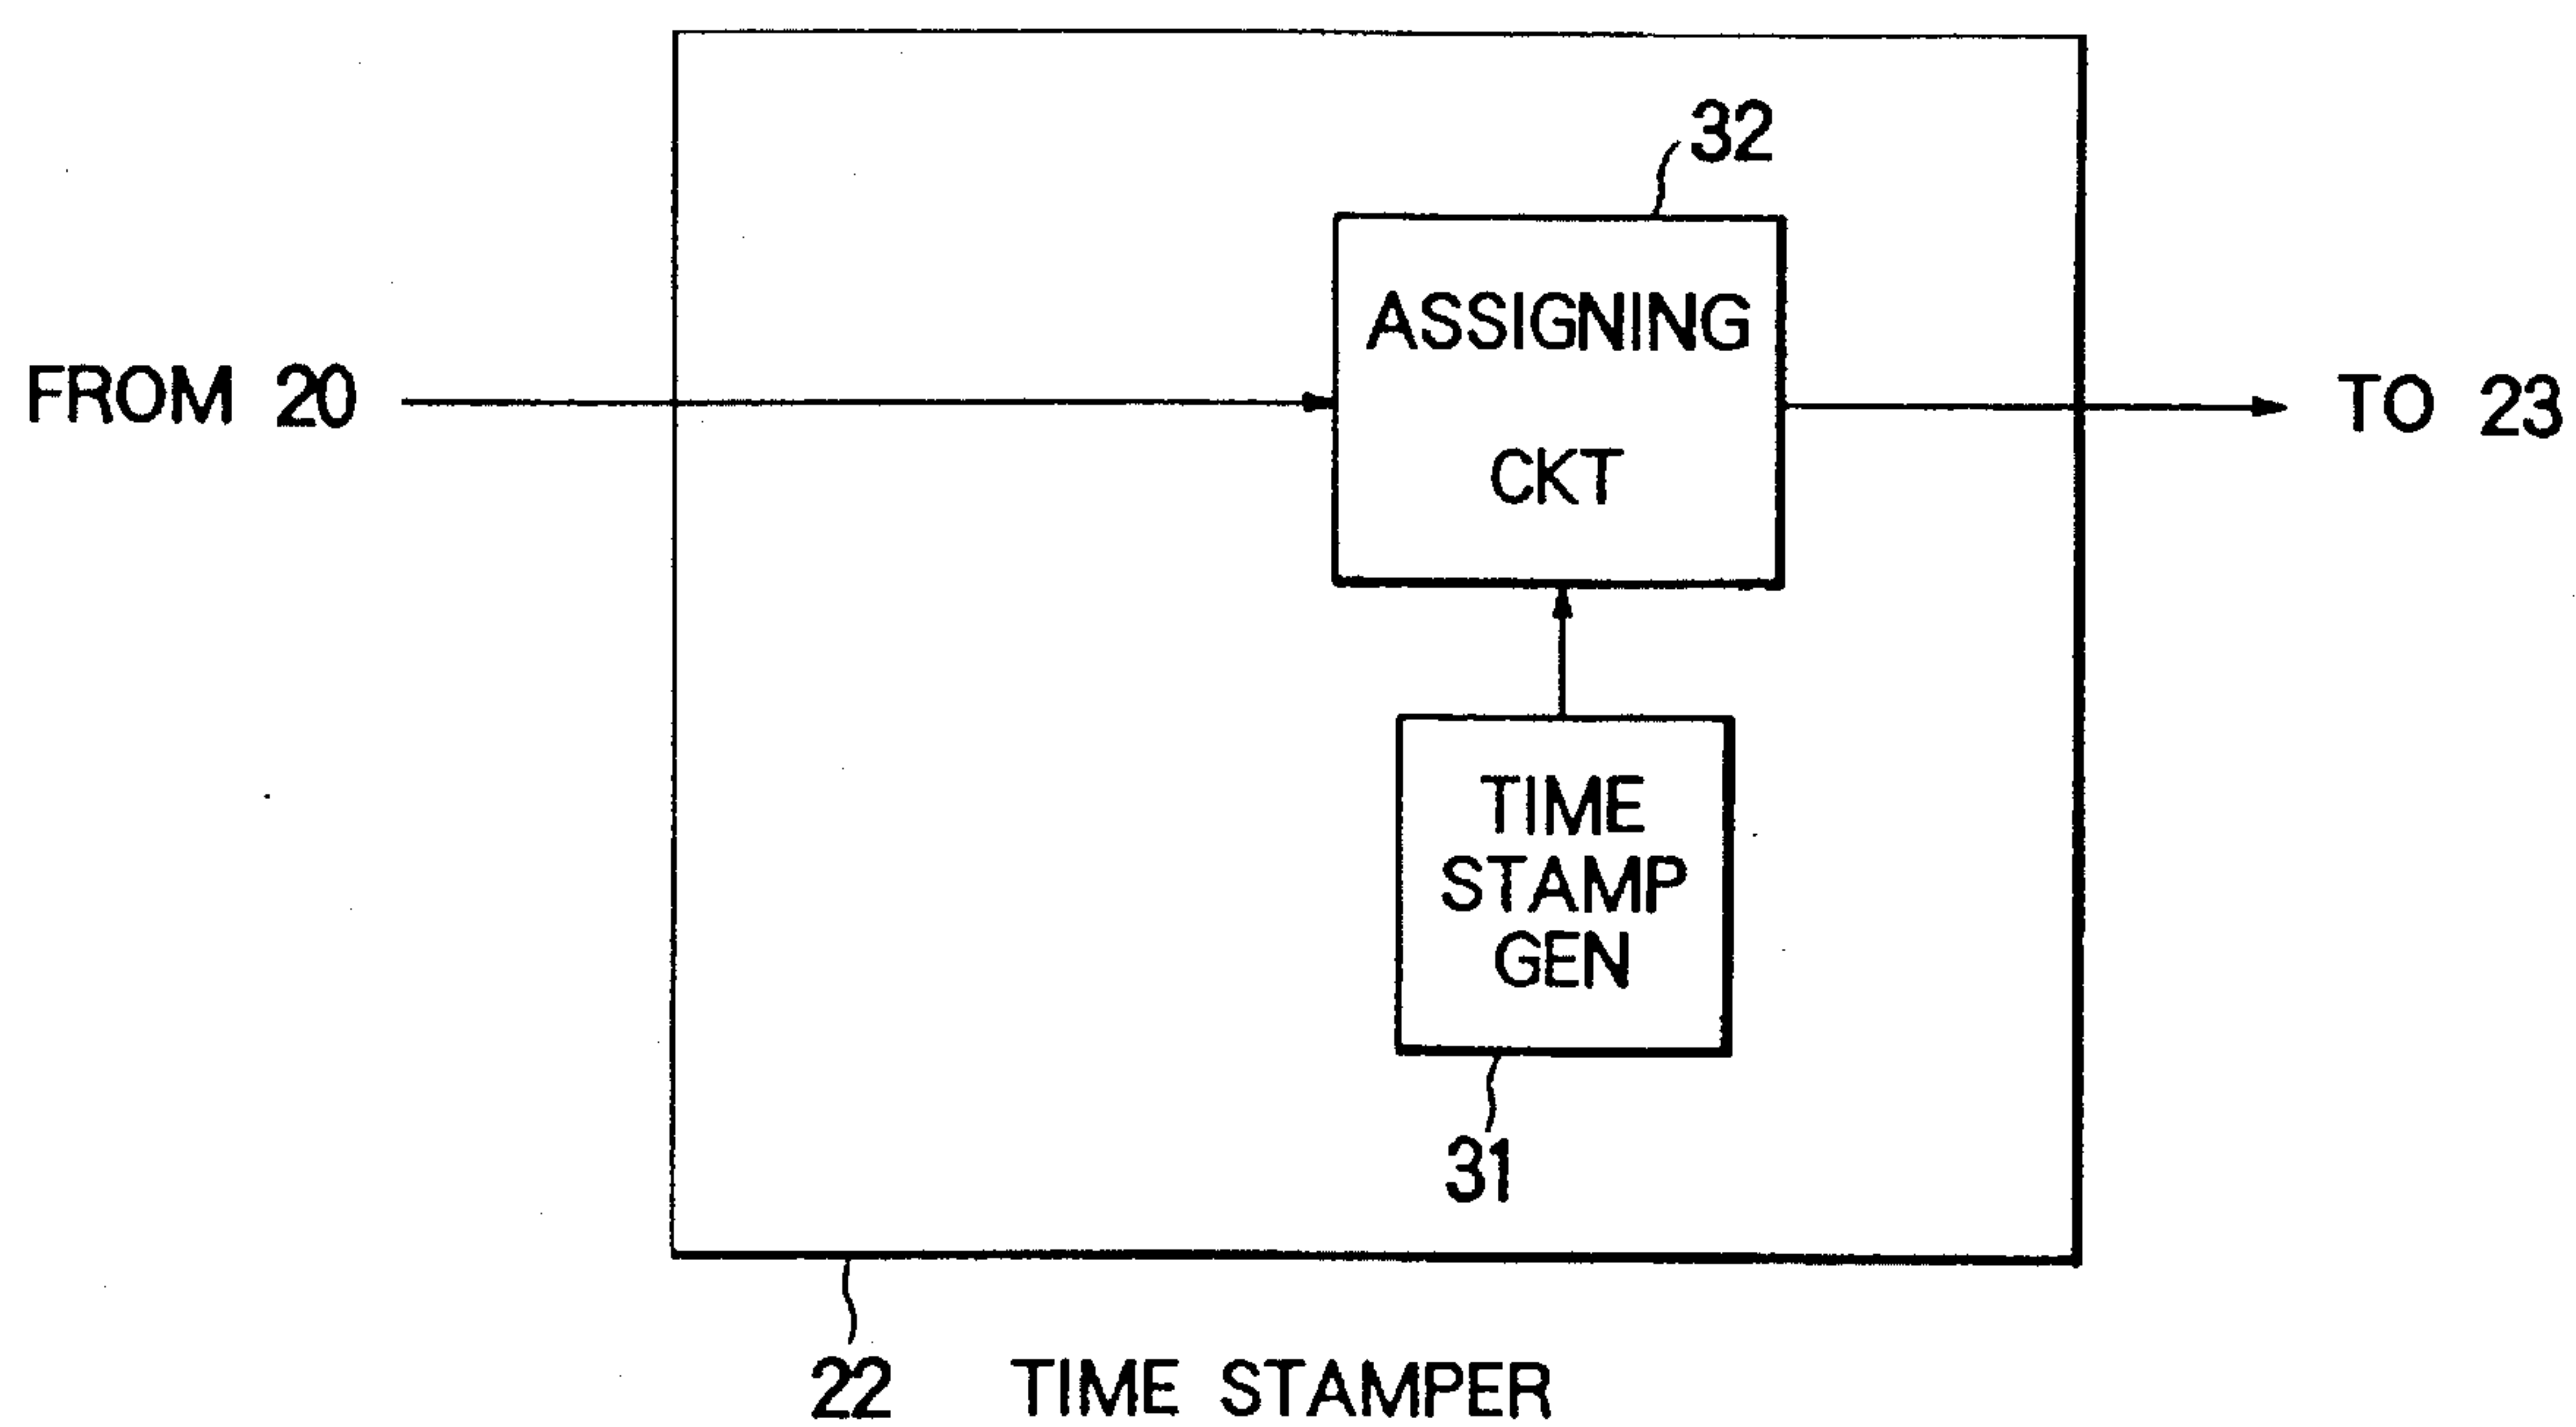 32
ASSIGNING
CKT
FROM 20
TO 23
TIME
STAMP
GEN
31
22 TIME STAMPER